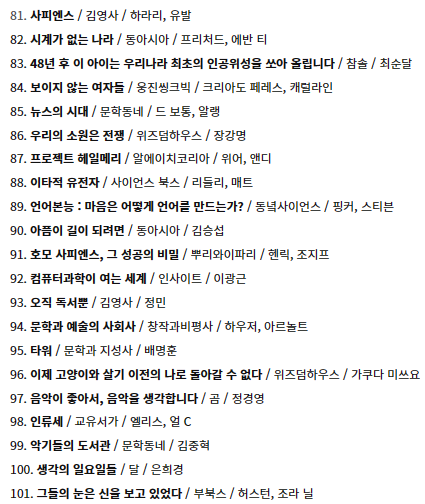 81. 사피엔스 / 김영사 / 하라리, 유발
82. 시계가 없는 나라 / 동아시아 / 프리처드, 에반 티
83. 48년 후 이 아이는 우리나라 최초의 인공위성을 쏘아 올립니다 / 참솔 / 최순달
84. 보이지 않는 여자들 / 웅진씽크빅 / 크리아도 페레스, 캐럴라인
85. 뉴스의 시대 / 문학동네 / 드 보통, 알랭
86. 우리의 소원은 전쟁 / 위즈덤하우스 / 장강명
87. 프로젝트 헤일메리 / 알에이치코리아 / 위어, 앤디
88. 이타적 유전자 / 사이언스 북스 / 리들리, 매트
89. 언어본능 : 마음은 어떻게 언어를 만드는가? / 동녘사이언스 / 핑커, 스티븐
90. 아픔이 길이 되려면 / 동아시아 / 김승섭
91. 호모 사피엔스, 그 성공의 비밀 / 뿌리와이파리 / 헨릭, 조지프
92. 컴퓨터과학이 여는 세계 / 인사이트 / 이광근
93. 오직 독서뿐 / 김영사 / 정민
94. 문학과 예술의 사회사 / 창작과비평사 / 하우저, 아르놀트
95. 타워 / 문학과 지성사 / 배명훈
96. 이제 고양이와 살기 이전의 나로 돌아갈 수 없다 / 위즈덤하우스 / 가쿠다 미쓰요
97. 음악이 좋아서, 음악을 생각합니다 / 곰 / 정경영
98. 인류세 / 교유서가 / 엘리스, 얼 C
99. 악기들의 도서관 / 문학동네 / 김중혁
100. 생각의 일요일들 / 달 / 은희경
101. 그들의 눈은 신을 보고 있었다 / 부북스 / 허스턴, 조라 닐